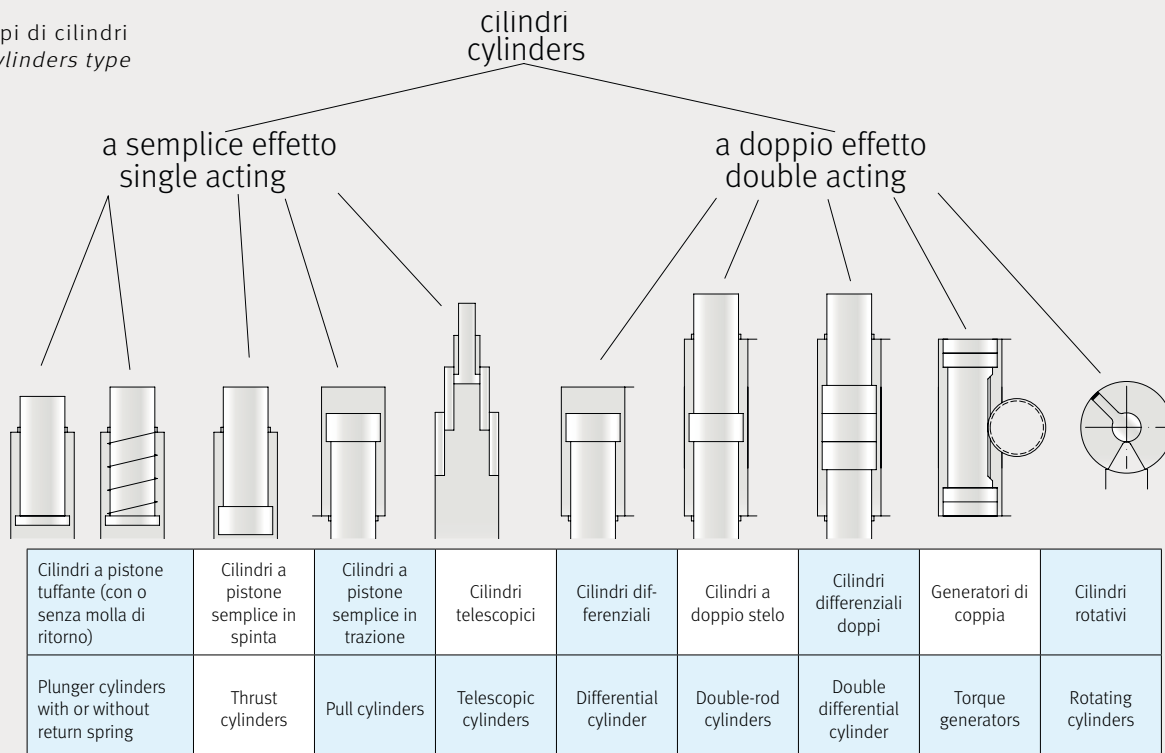 pi di cilindri
ylinders type
cilindri
cylinders
a semplice effetto
single acting
a doppio effetto
double acting
Cilindri a pistone
tuffante (con o
senza molla di
ritorno)
Cilindri a
pistone
semplice in
spinta
Cilindri a
pistone
semplice in
trazione
Cilindri
telescopici
Cilindri dif-
ferenziali
Cilindri a
doppio stelo
Cilindri
differenziali
doppi
Generatori di
coppia
Cilindri
rotativi
Plunger cylinders
with or without
return spring
Thrust
cylinders
Pull cylinders
Telescopic
cylinders
Differential
cylinder
Double-rod
cylinders
Double
differential
cylinder
Torque
generators
Rotating
cylinders